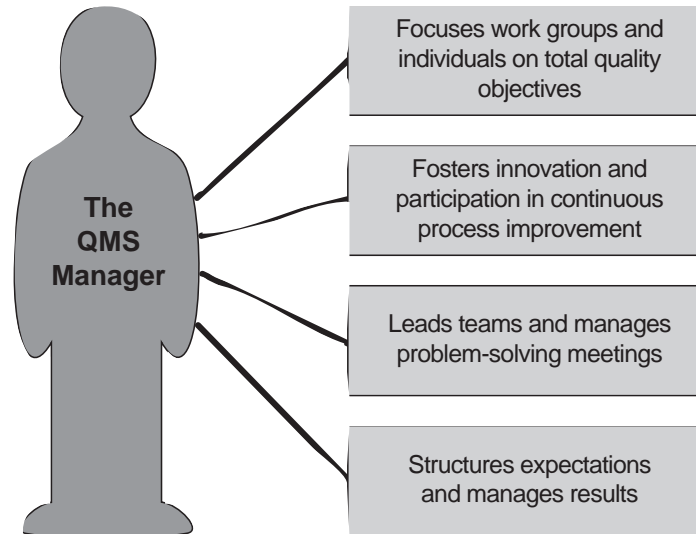 The
QMS
Manager
Focuses work groups and
individuals on total quality
objectives
Fosters innovation and
participation in continuous
process improvement
Leads teams and manages
problem-solving meetings
Structures expectations
and manages results